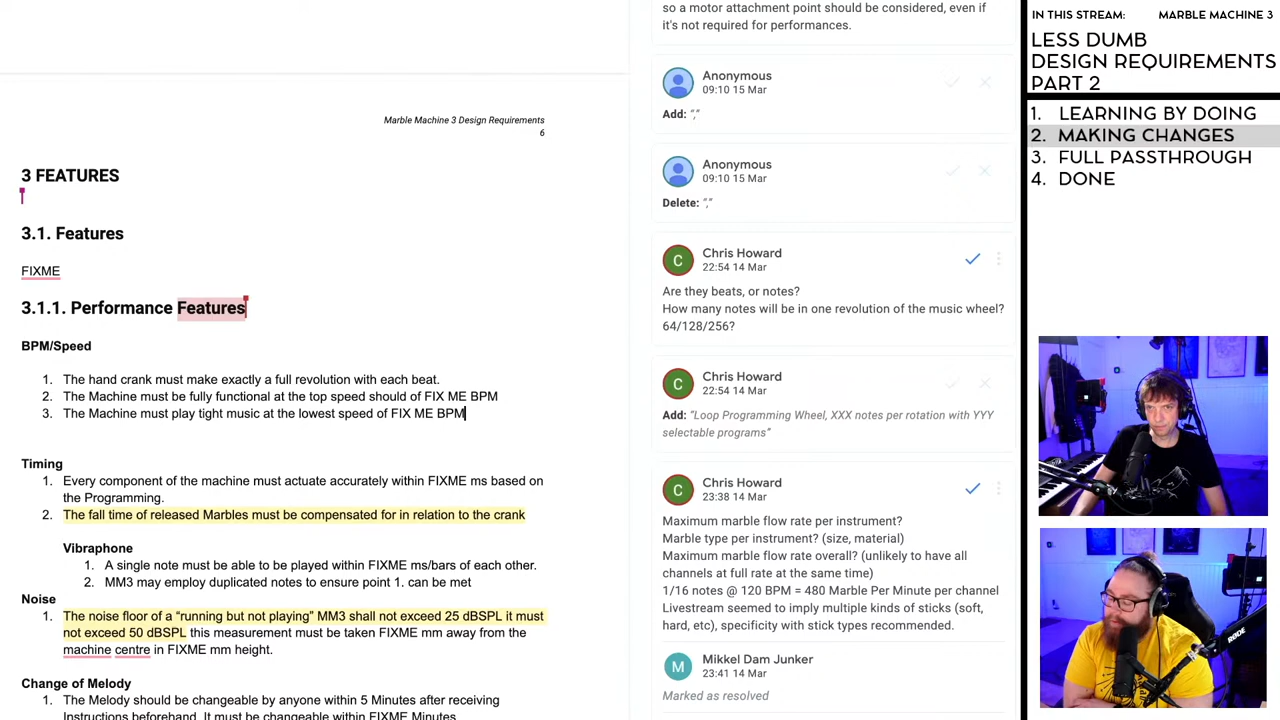 so a motor attachment point should be considered, even if
it's not required for performances.
IN THIS STREAM: MARBLE MACHINE 3
LESS DUMB
DESIGN REQUIREMENTS
PART 2
1. LEARNING BY DOING
2. MAKING CHANGES
3. FULL PASSTHROUGH
4. DONE
Marble Machine 3 Design Requirements
6
3 FEATURES
3.1. Features
FIXME
3.1.1. Performance Features
BPM/Speed
1. The hand crank must make exactly a full revolution with each beat.
2. The Machine must be fully functional at the top speed should of FIX ME BPM
3. The Machine must play tight music at the lowest speed of FIX ME BPM
Timing
1. Every component of the machine must actuate accurately within FIXME ms based on
the Programming.
2. The fall time of released Marbles must be compensated for in relation to the crank
Vibraphone
1. A single note must be able to be played within FIXME ms/bars of each other.
2. MM3 may employ duplicated notes to ensure point 1. can be met
Noise
1. The noise floor of a “running but not playing” MM3 shall not exceed 25 dBSPL it must
not exceed 50 dBSPL this measurement must be taken FIXME mm away from the
machine centre in FIXME mm height.
Change of Melody
1. The Melody should be changeable by anyone within 5 Minutes after receiving
Instructions beforehand. It must be changeable within FIXME Minutes
Anonymous
09:10 15 Mar
Add: “,”
Anonymous
09:10 15 Mar
Delete: “,”
C
Chris Howard
22:54 14 Mar
Are they beats, or notes?
How many notes will be in one revolution of the music wheel?
64/128/256?
C
Chris Howard
22:54 14 Mar
Add: “Loop Programming Wheel, XXX notes per rotation with YYY
selectable programs”
C
Chris Howard
23:38 14 Mar
Maximum marble flow rate per instrument?
Marble type per instrument? (size, material)
Maximum marble flow rate overall? (unlikely to have all
channels at full rate at the same time)
1/16 notes @ 120 BPM = 480 Marble Per Minute per channel
Livestream seemed to imply multiple kinds of sticks (soft,
hard, etc), specificity with stick types recommended.
M
Mikkel Dam Junker
23:41 14 Mar
Marked as resolved
RØDE